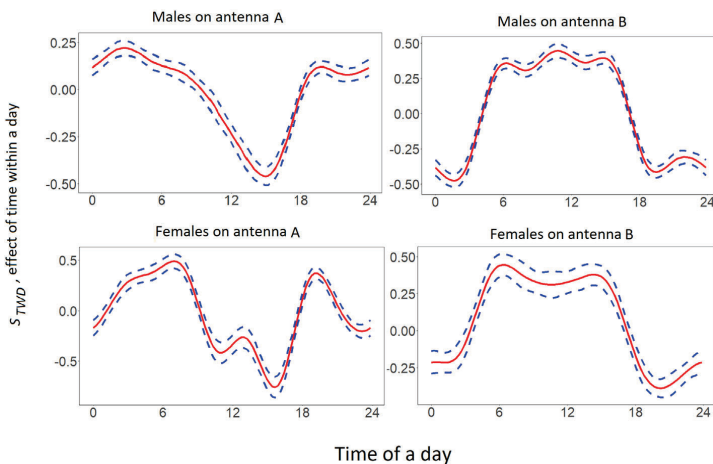 Males on antenna A
Males on antenna B
0.25
0.00
-0.25
-0.50
0 6 12 18 24
0.50
0.25
0.00
-0.25
-0.50
0 6 12 18 24
S TWD , effect of time within a day
Females on antenna A
Females on antenna B
0.5
0.0
-0.5
0 6 12 18 24
0.50
0.25
0.00
-0.25
0 6 12 18 24
Time of a day